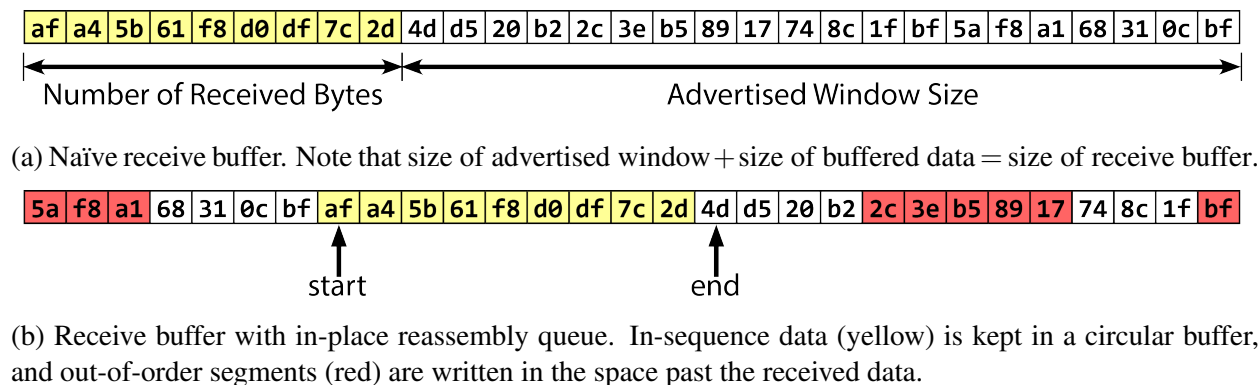 af a4 5b 61 f8 d0 df 7c 2d 4d d5 20 b2 2c 3e b5 89 17 74 8c 1f bf 5a f8 a1 68 31 0c bf
Number of Received Bytes Advertised Window Size
(a) Naïve receive buffer. Note that size of advertised window + size of buffered data = size of receive buffer.
5a f8 a1 68 31 0c bf af a4 5b 61 f8 d0 df 7c 2d 4d d5 20 b2 2c 3e b5 89 17 74 8c 1f bf
start end
(b) Receive buffer with in-place reassembly queue. In-sequence data (yellow) is kept in a circular buffer,
and out-of-order segments (red) are written in the space past the received data.